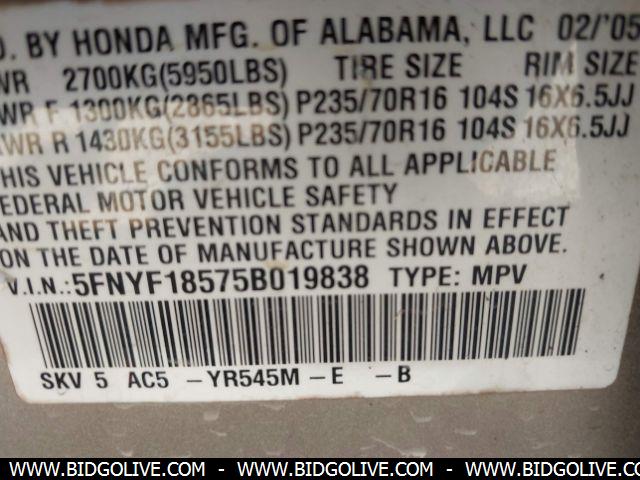 D. BY HONDA MFG. OF ALABAMA, LLC 02/'05
WR 2700KG(5950LBS) TIRE SIZE RIM SIZE
WR F 1300KG(2865LBS) P235/70R16 104S 16X6.5JJ
WR R 1430KG(3155LBS) P235/70R16 104S 16X6.5JJ
THIS VEHICLE CONFORMS TO ALL APPLICABLE
FEDERAL MOTOR VEHICLE SAFETY
AND THEFT PREVENTION STANDARDS IN EFFECT
ON THE DATE OF MANUFACTURE SHOWN ABOVE.
V.I.N.:5FNYF18575B019838 TYPE: MPV
SKV 5 AC5 -YR545M -E -B
WWW.BIDGOLIVE.COM - WWW.BIDGOLIVE.COM - WWW.BIDGOLIVE.COM